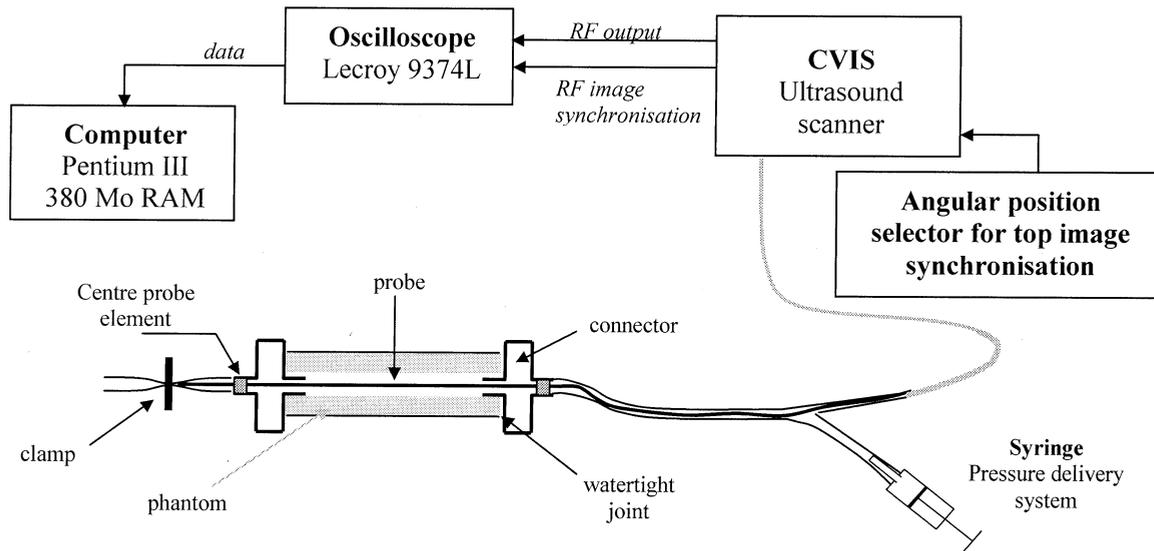 Oscilloscope
Lecroy 9374L
data
RF output
RF image
synchronisation
CVIS
Ultrasound
scanner
Computer
Pentium III
380 Mo RAM
Angular position
selector for top image
synchronisation
Centre probe
element
probe
connector
clamp
phantom
watertight
joint
Syringe
Pressure delivery
system